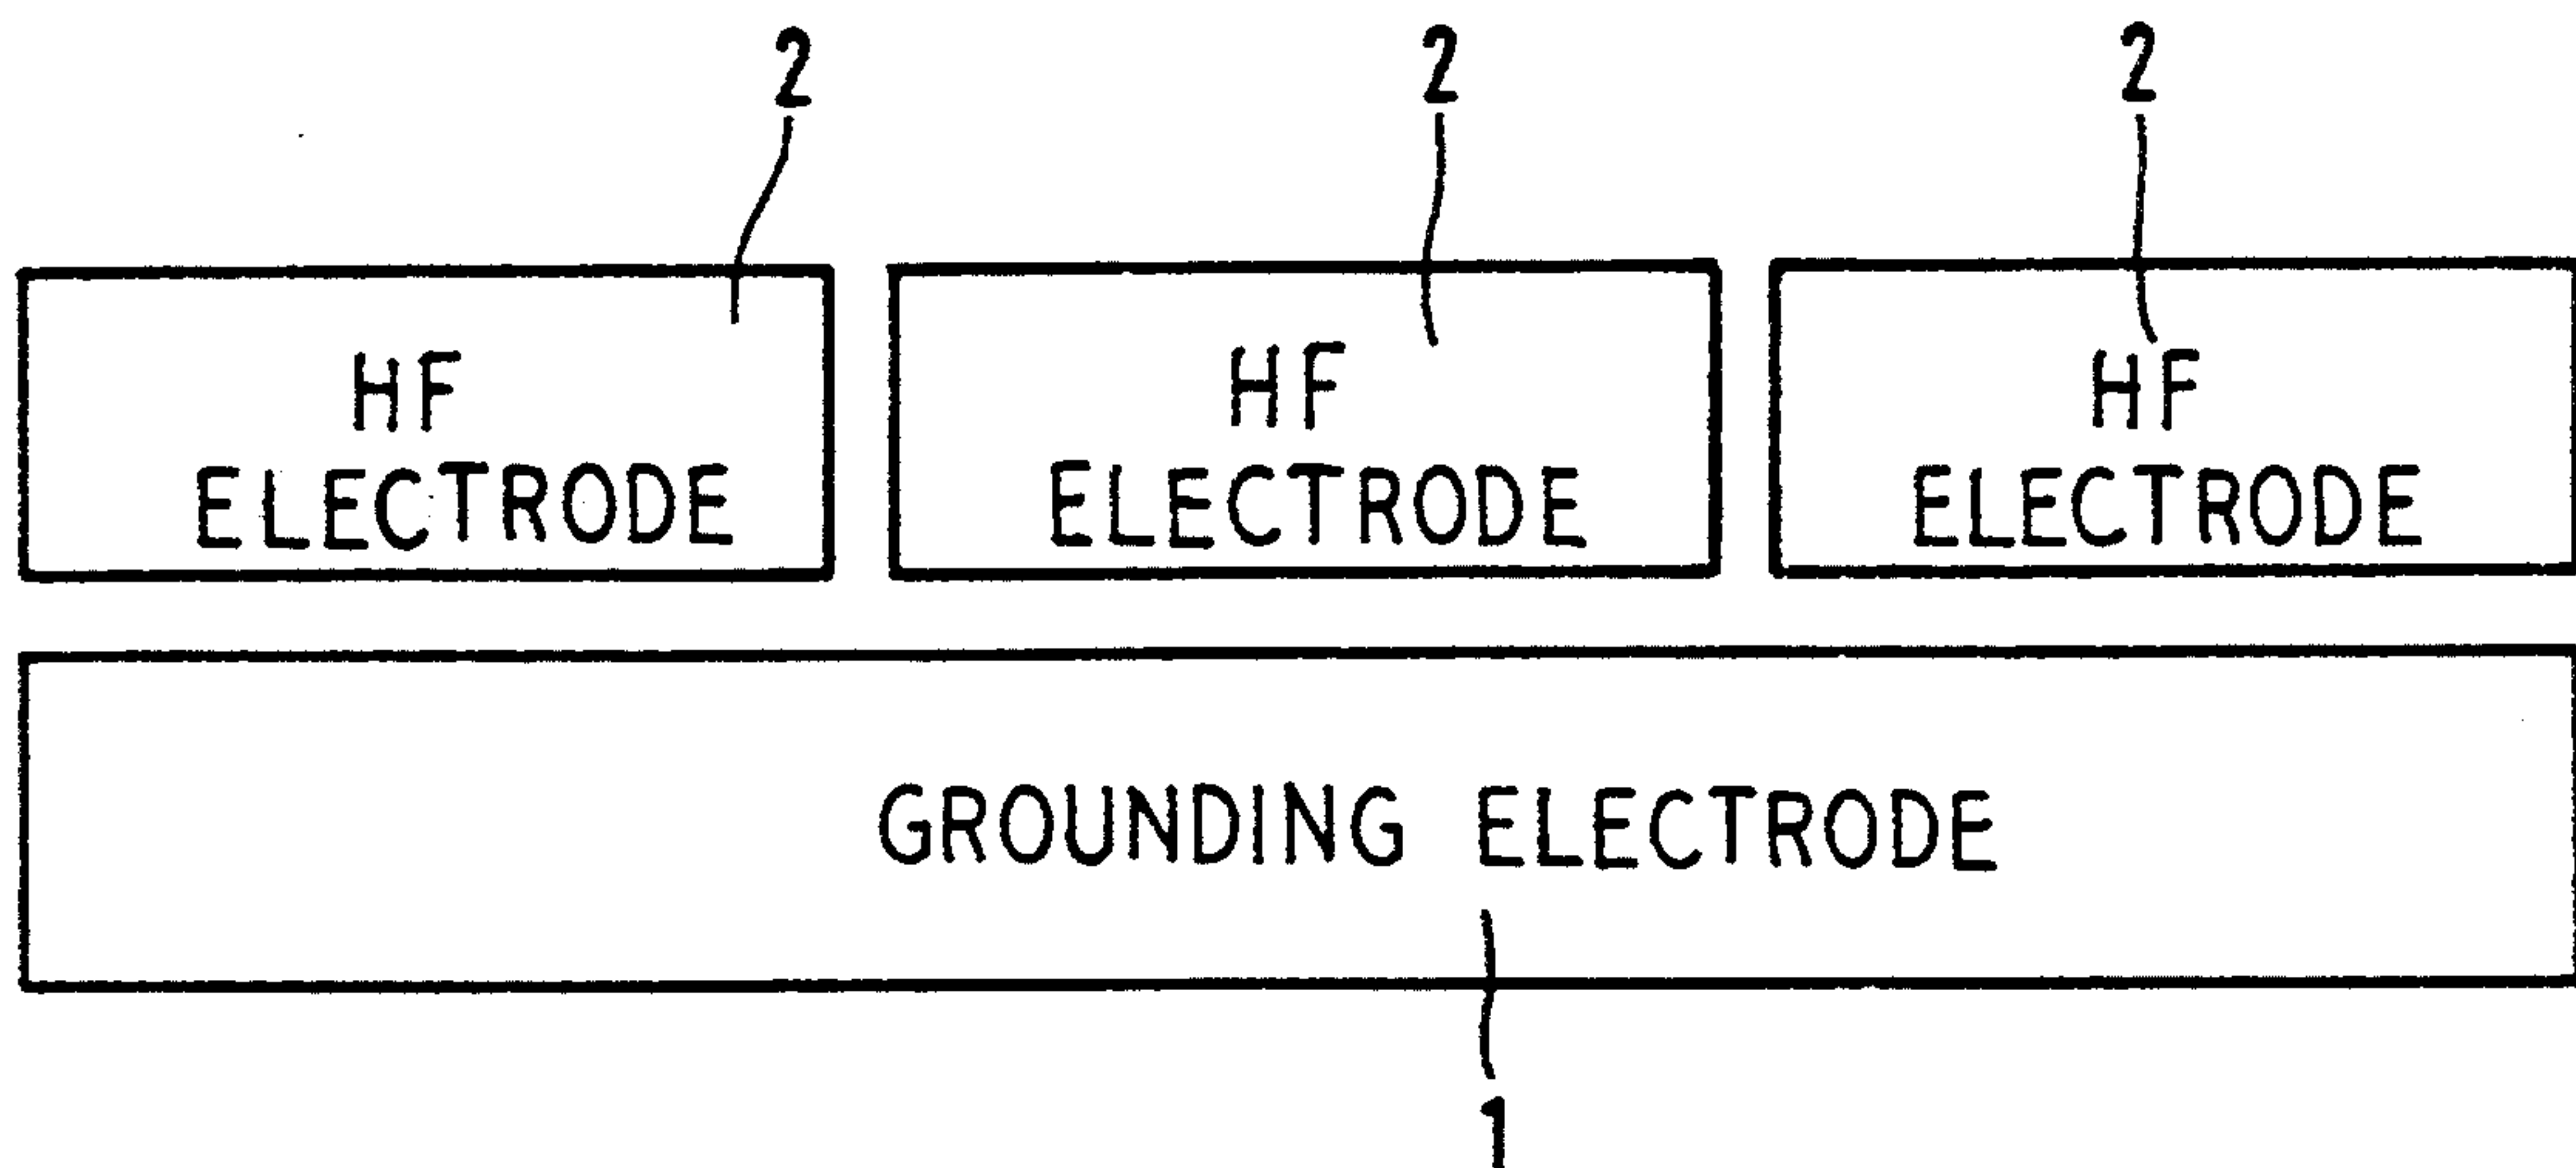 2 2 2
HF HF HF
ELECTRODE ELECTRODE ELECTRODE
GROUNDING ELECTRODE
1